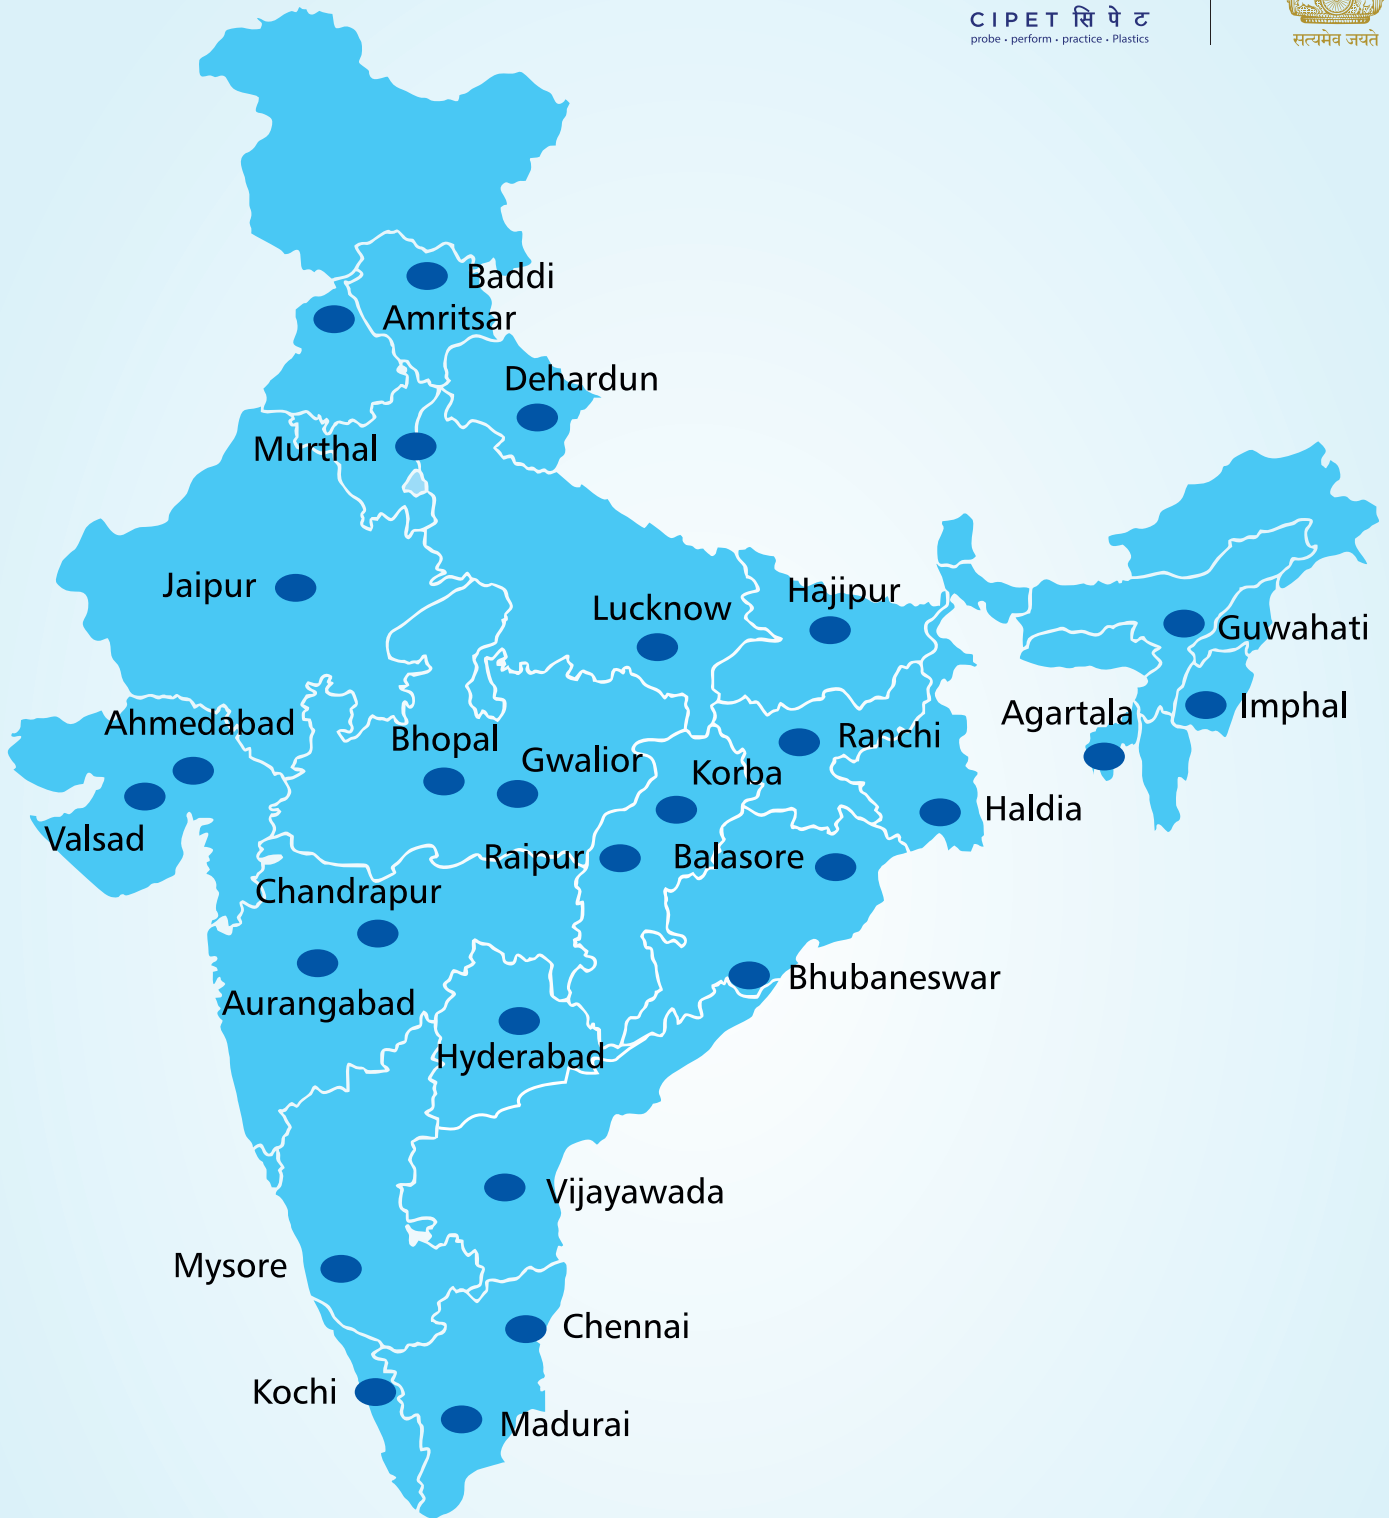 CIPET सि पे ट
probe • perform • practice • Plastics
सत्यमेव जयते
Baddi
Amritsar
Dehardun
Murthal
Jaipur
Lucknow
Hajipur
Guwahati
Imphal
Agartala
Ahmedabad
Bhopal
Gwalior
Ranchi
Korba
Haldia
Valsad
Raipur
Balasore
Chandrapur
Bhubaneswar
Aurangabad
Hyderabad
Vijayawada
Mysore
Chennai
Kochi
Madurai